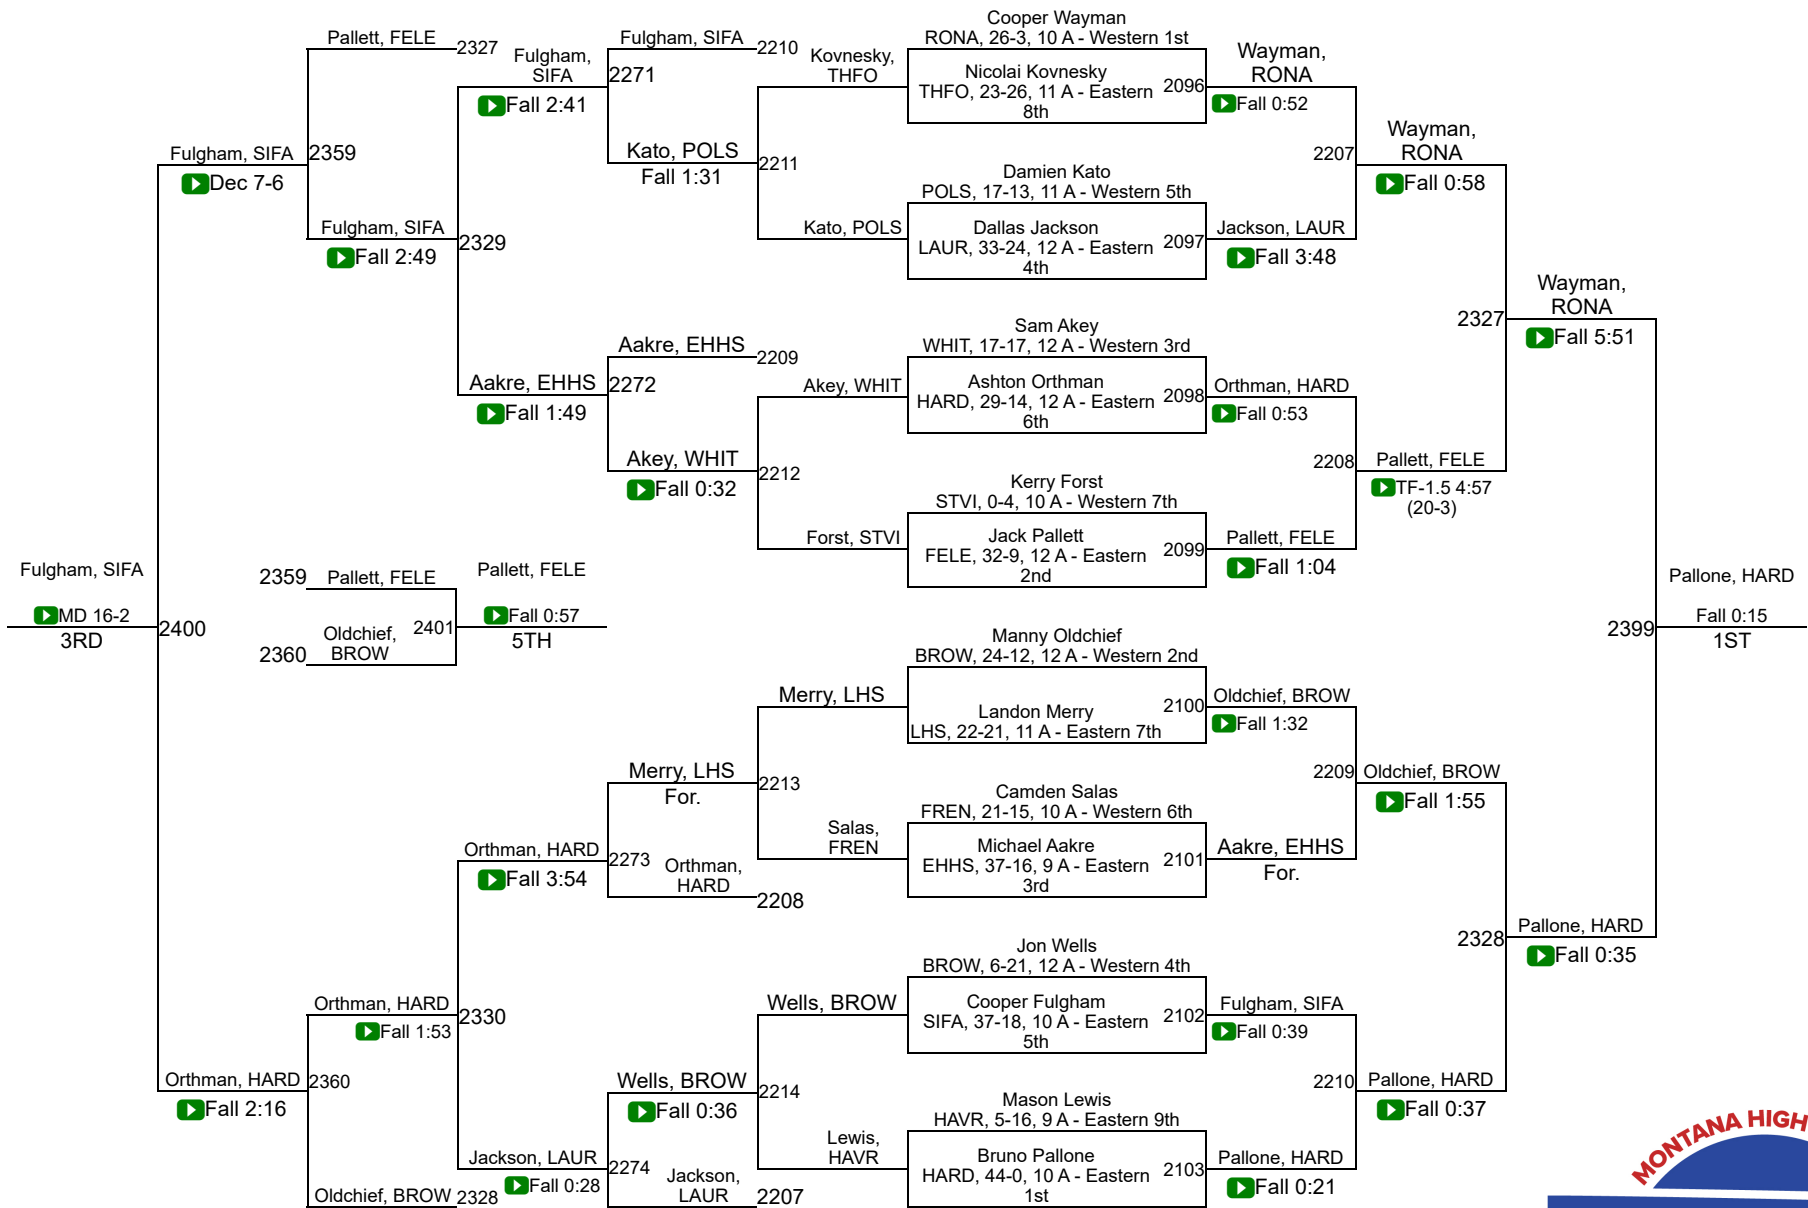 Pallett, FELE
2327
Fulgham,
SIFA
Fall 2:41
Fulgham, SIFA
2210
2271
Kato, POLS
Fall 1:31
Kovnesky,
THFO
2211
Kato, POLS
Cooper Wayman
RONA, 26-3, 10 A - Western 1st
Nicolai Kovnesky
THFO, 23-26, 11 A - Eastern
8th
2096
Wayman,
RONA
Fall 0:52
Damien Kato
POLS, 17-13, 11 A - Western 5th
Dallas Jackson
LAUR, 33-24, 12 A - Eastern
4th
2097
Jackson, LAUR
Fall 3:48
2207
Wayman,
RONA
Fall 0:58
Fulgham, SIFA
Dec 7-6
2359
Fulgham, SIFA
Fall 2:49
2329
Aakre, EHHS
Fall 1:49
Aakre, EHHS
2209
2272
Akey, WHIT
Fall 0:32
Akey, WHIT
2212
Forst, STVI
Sam Akey
WHIT, 17-17, 12 A - Western 3rd
Ashton Orthman
HARD, 29-14, 12 A - Eastern
6th
2098
Orthman, HARD
Fall 0:53
Kerry Forst
STVI, 0-4, 10 A - Western 7th
Jack Pallett
FELE, 32-9, 12 A - Eastern
2nd
2099
Pallett, FELE
Fall 1:04
2208
Pallett, FELE
TF-1.5 4:57
(20-3)
2327
Wayman,
RONA
Fall 5:51
Fulgham, SIFA
MD 16-2
3RD
2400
2359
Pallett, FELE
Oldchief,
BROW
2360
2401
Pallett, FELE
Fall 0:57
5TH
2399
Pallone, HARD
Fall 0:15
1ST
Merry, LHS
Manny Oldchief
BROW, 24-12, 12 A - Western 2nd
Landon Merry
LHS, 22-21, 11 A - Eastern 7th
2100
Oldchief, BROW
Fall 1:32
Merry, LHS
For.
2213
Salas,
FREN
Camden Salas
FREN, 21-15, 10 A - Western 6th
Michael Aakre
EHHS, 37-16, 9 A - Eastern
3rd
2101
Aakre, EHHS
For.
2209
Oldchief, BROW
Fall 1:55
Orthman, HARD
Fall 3:54
2273
Orthman,
HARD
2208
2328
Pallone, HARD
Fall 0:35
Orthman, HARD
Fall 1:53
2330
Wells, BROW
Jon Wells
BROW, 6-21, 12 A - Western 4th
Cooper Fulgham
SIFA, 37-18, 10 A - Eastern
5th
2102
Fulgham, SIFA
Fall 0:39
Orthman, HARD
Fall 2:16
2360
Oldchief, BROW
2328
Wells, BROW
Fall 0:36
2214
Lewis,
HAVR
Mason Lewis
HAVR, 5-16, 9 A - Eastern 9th
Bruno Pallone
HARD, 44-0, 10 A - Eastern
1st
2103
Pallone, HARD
Fall 0:21
2210
Pallone, HARD
Fall 0:37
Jackson, LAUR
Fall 0:28
2274
Jackson,
LAUR
2207
MONTANA HIGH